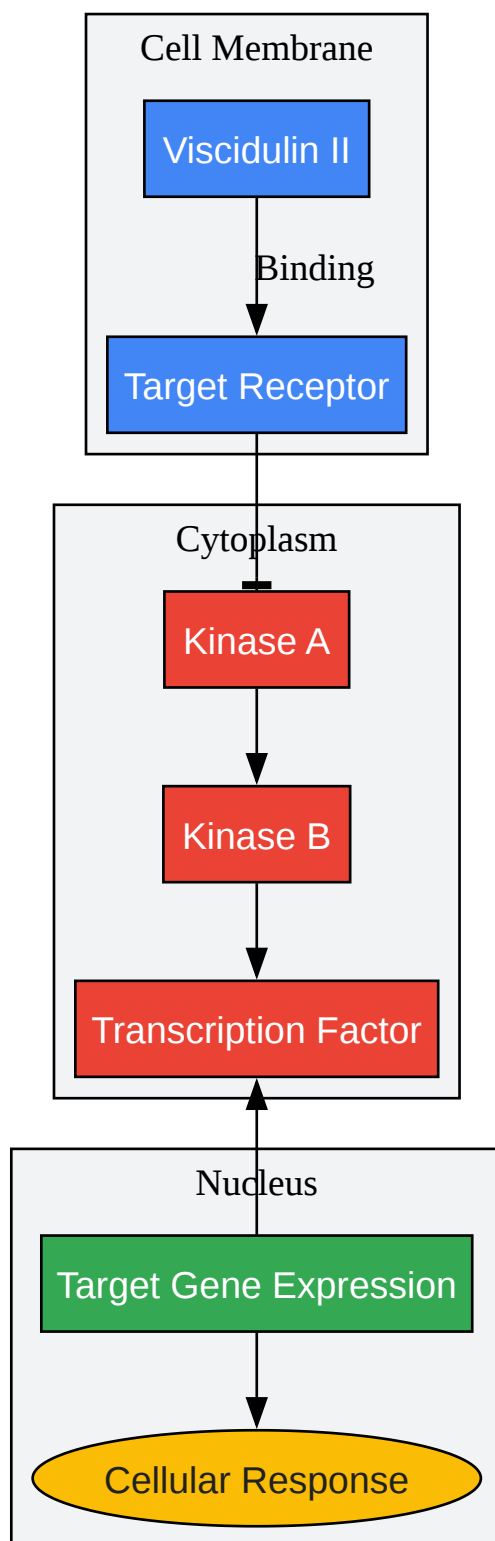 Cell Membrane
Viscidulin II
Binding
Target Receptor
Cytoplasm
Kinase A
Kinase B
Transcription Factor
Nucleus
Target Gene Expression
Cellular Response